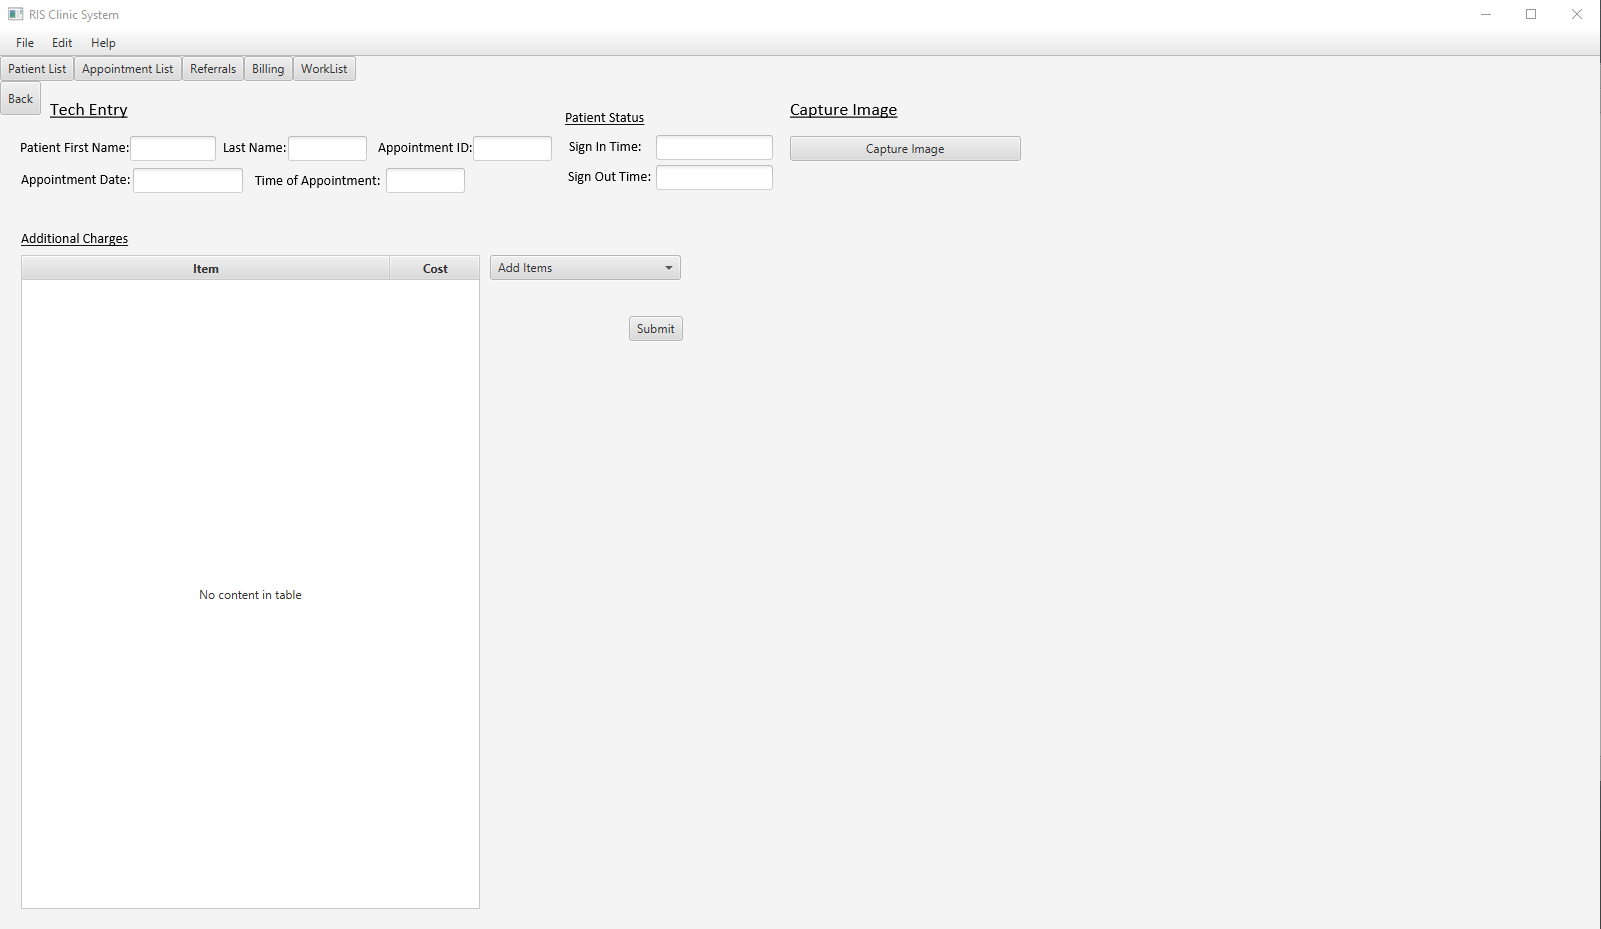 RIS Clinic System
File Edit Help
Patient List Appointment List Referrals Billing WorkList
Back
Tech Entry
Patient Status
Capture Image
Patient First Name: Last Name: Appointment ID: Sign In Time: Capture Image
Appointment Date: Time of Appointment: Sign Out Time:
Additional Charges
Item Cost Add Items
Submit
No content in table